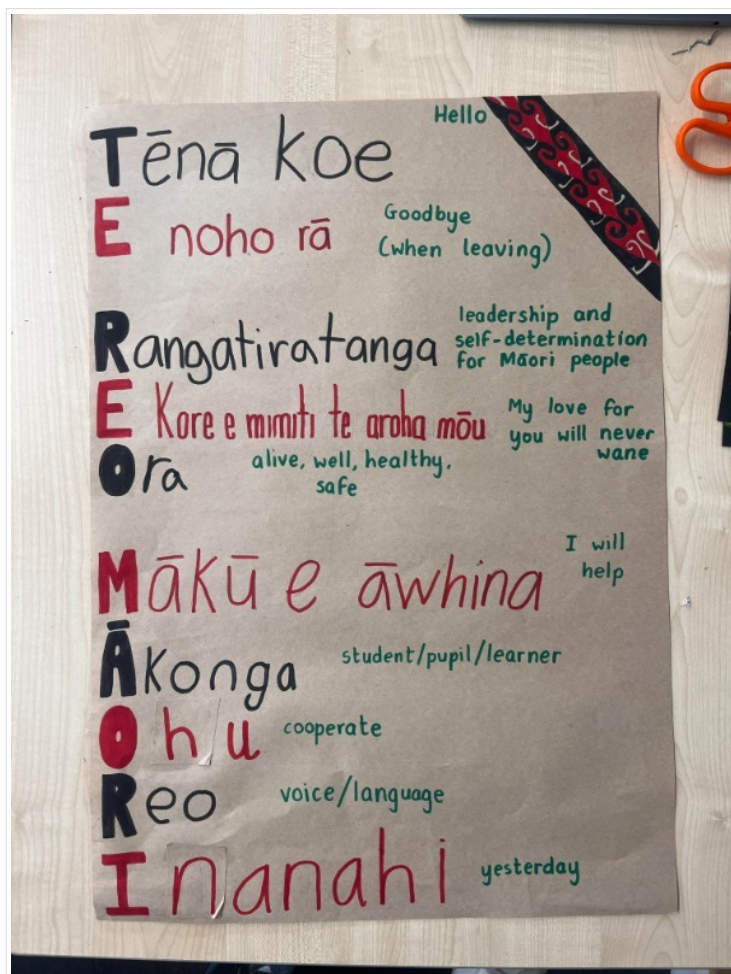 Tēnā koe
Hello
E noho rā
Goodbye
(when leaving)
Rangatiratanga
leadership and
self-determination
for Māori people
E Kore e mimiti te aroha mōu
My love for
you will never
wane
Ora
alive, well, healthy,
safe
Mākū e āwhina
I will
help
Ākonga
student/pupil/learner
Ohu
cooperate
Reo
voice/language
Inanahi
yesterday